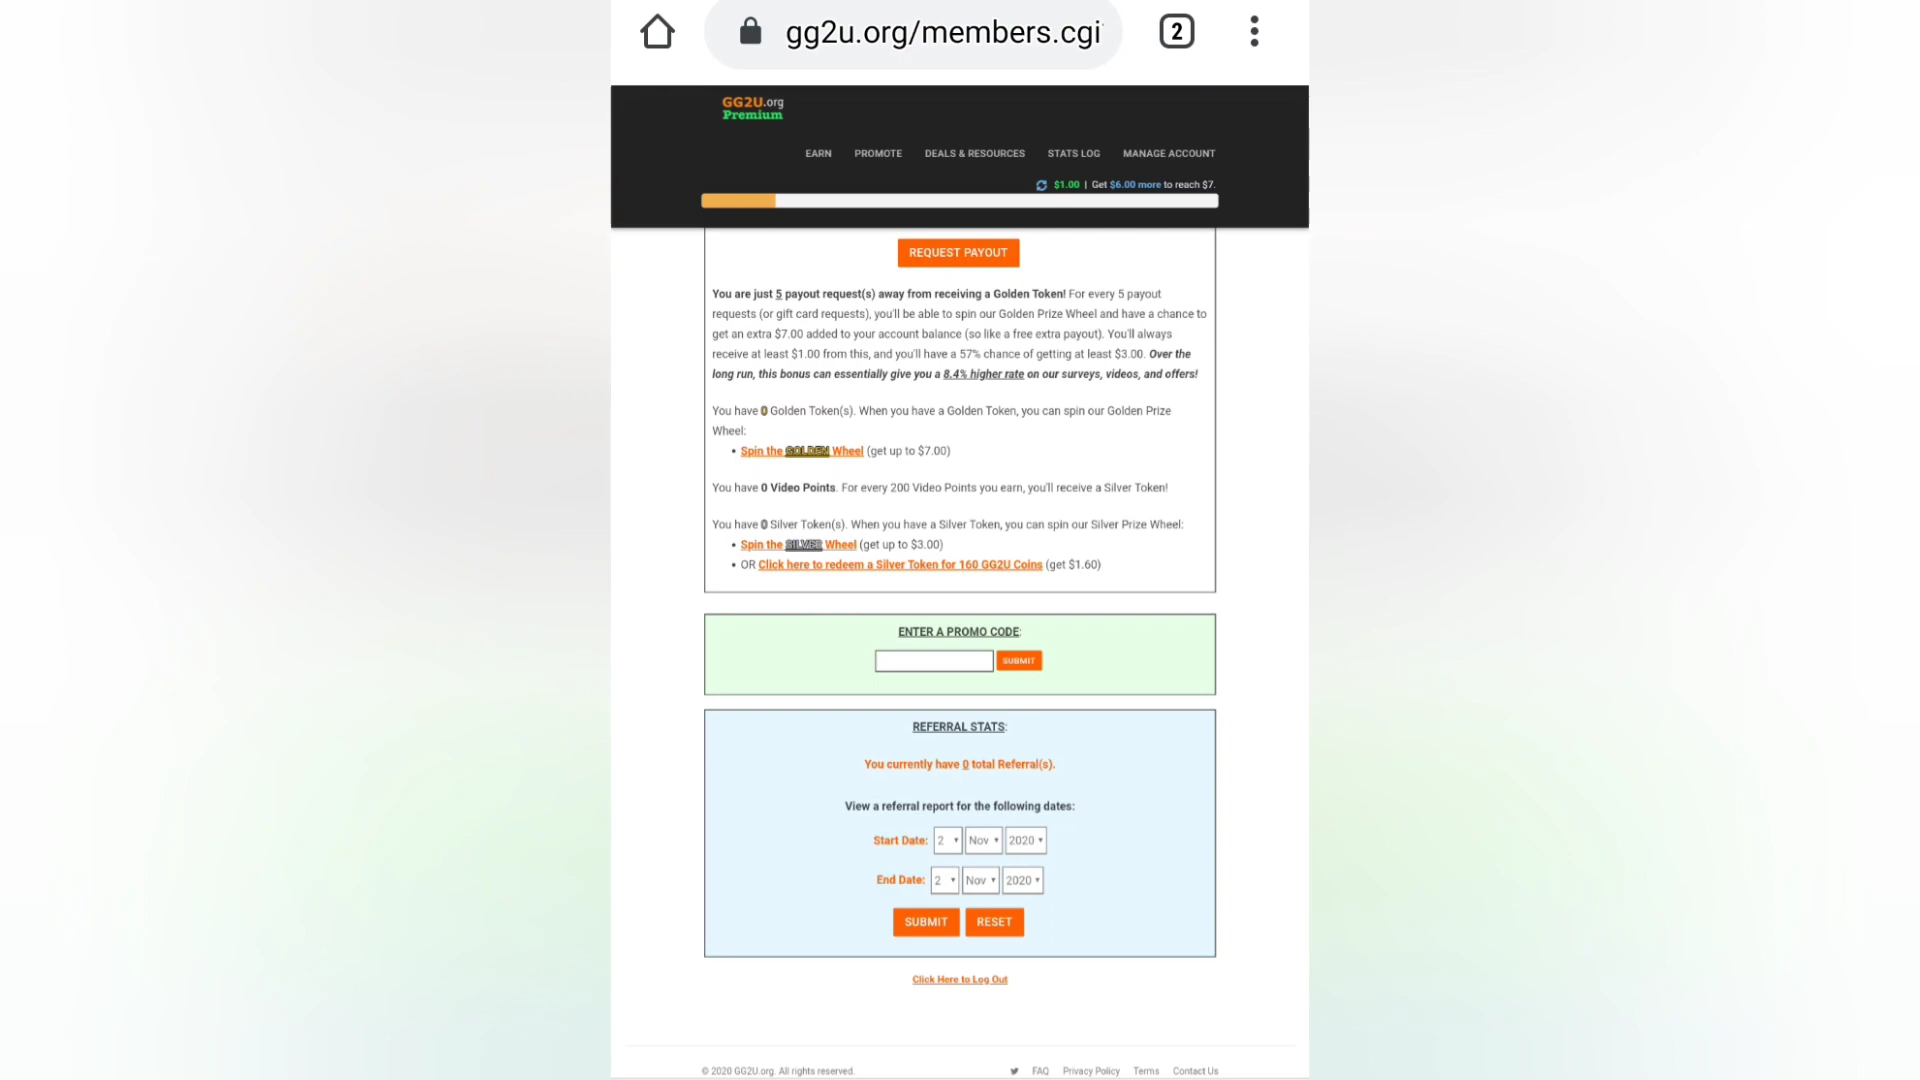 gg2u.org/members.cgi
2
GG2U.org
Premium
EARN PROMOTE DEALS & RESOURCES STATS LOG MANAGE ACCOUNT
$1.00 | Get $6.00 more to reach $7.
REQUEST PAYOUT
You are just 5 payout request(s) away from receiving a Golden Token! For every 5 payout
requests (or gift card requests), you'll be able to spin our Golden Prize Wheel and have a chance to
get an extra $7.00 added to your account balance (so like a free extra payout). You'll always
receive at least $1.00 from this, and you'll have a 57% chance of getting at least $3.00. Over the
long run, this bonus can essentially give you a 8.4% higher rate on our surveys, videos, and offers!
You have 0 Golden Token(s). When you have a Golden Token, you can spin our Golden Prize
Wheel:
• Spin the GOLDEN Wheel (get up to $7.00)
You have 0 Video Points. For every 200 Video Points you earn, you'll receive a Silver Token!
You have 0 Silver Token(s). When you have a Silver Token, you can spin our Silver Prize Wheel:
• Spin the SILVER Wheel (get up to $3.00)
• OR Click here to redeem a Silver Token for 160 GG2U Coins (get $1.60)
ENTER A PROMO CODE:
SUBMIT
REFERRAL STATS:
You currently have 0 total Referral(s).
View a referral report for the following dates:
Start Date: 2 Nov 2020
End Date: 2 Nov 2020
SUBMIT RESET
Click Here to Log Out
© 2020 GG2U.org. All rights reserved. FAQ Privacy Policy Terms Contact Us